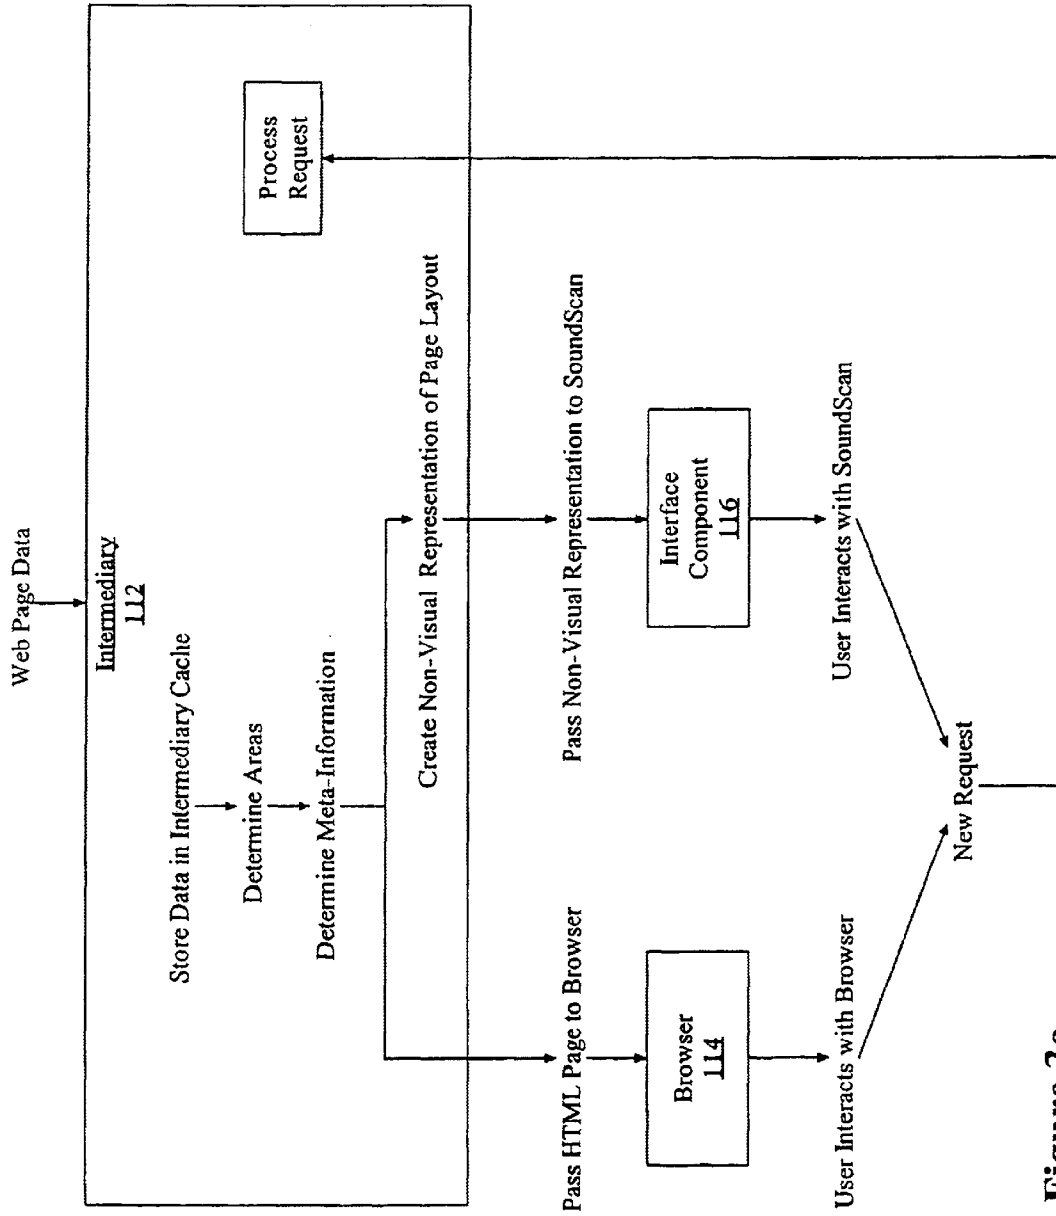 Web Page Data
Intermediary
112
Store Data in Intermediary Cache
Determine Areas
Determine Meta-Information
Process
Request
Create Non-Visual Representation of Page Layout
Pass HTML Page to Browser
Pass Non-Visual Representation to SoundScan
Browser
114
Interface
Component
116
User Interacts with Browser
User Interacts with SoundScan
New Request